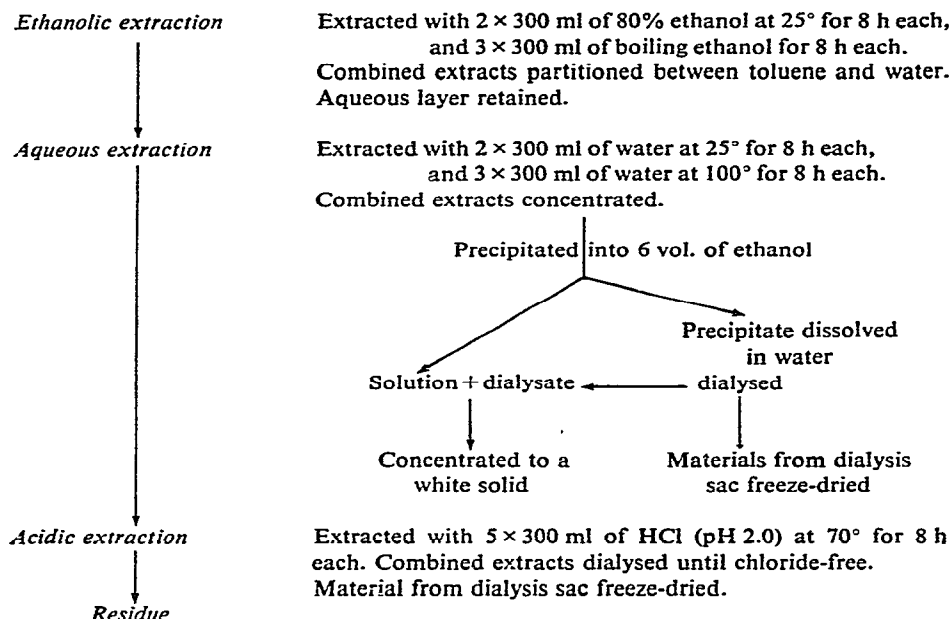 Ethanolic extraction
Extracted with 2 × 300 ml of 80% ethanol at 25° for 8 h each,
and 3 × 300 ml of boiling ethanol for 8 h each.
Combined extracts partitioned between toluene and water.
Aqueous layer retained.
Aqueous extraction
Extracted with 2 × 300 ml of water at 25° for 8 h each,
and 3 × 300 ml of water at 100° for 8 h each.
Combined extracts concentrated.
Precipitated into 6 vol. of ethanol
Precipitate dissolved
in water
Solution + dialysate
dialysed
Concentrated to a
white solid
Materials from dialysis
sac freeze-dried
Acidic extraction
Extracted with 5 × 300 ml of HCl (pH 2.0) at 70° for 8 h
each. Combined extracts dialysed until chloride-free.
Material from dialysis sac freeze-dried.
Residue